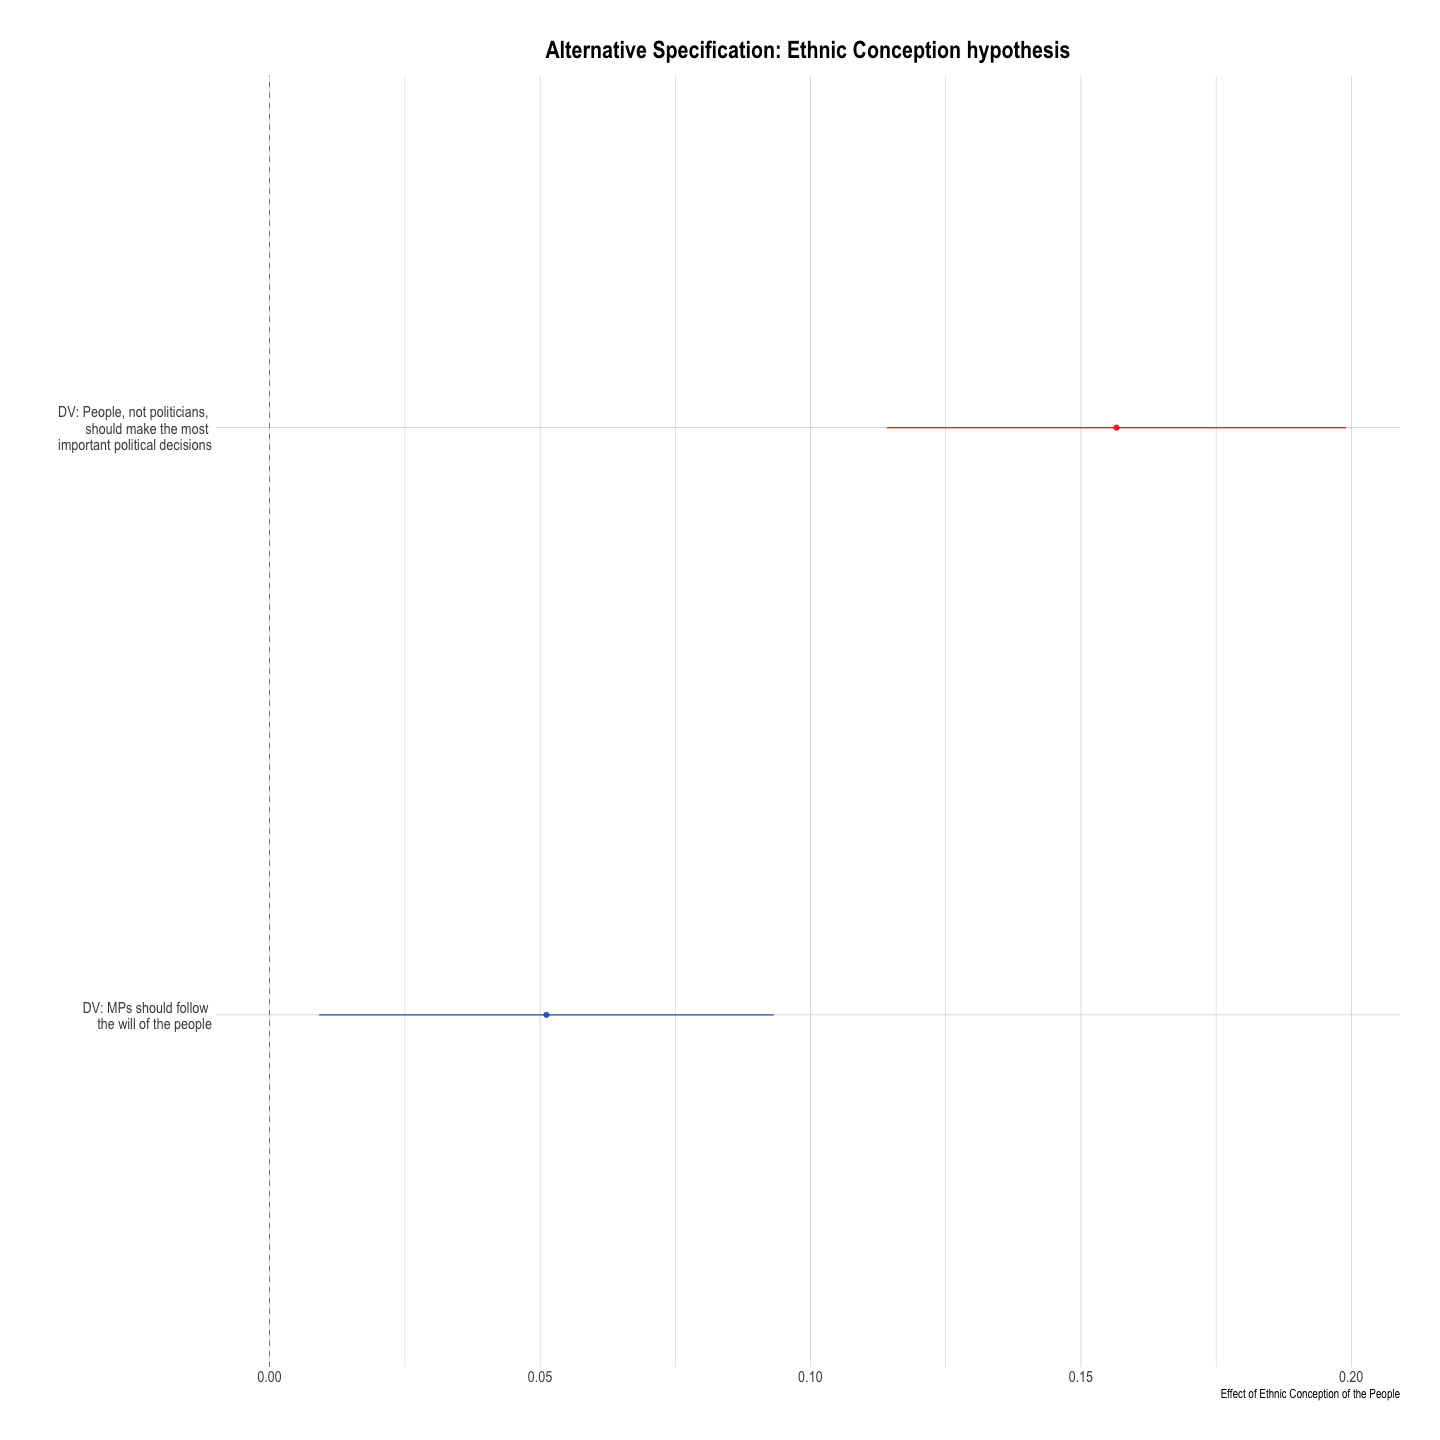 Alternative Specification: Ethnic Conception hypothesis
DV: People, not politicians,
should make the most
important political decisions
DV: MPs should follow
the will of the people
0.00
0.05
0.10
0.15
0.20
Effect of Ethnic Conception of the People